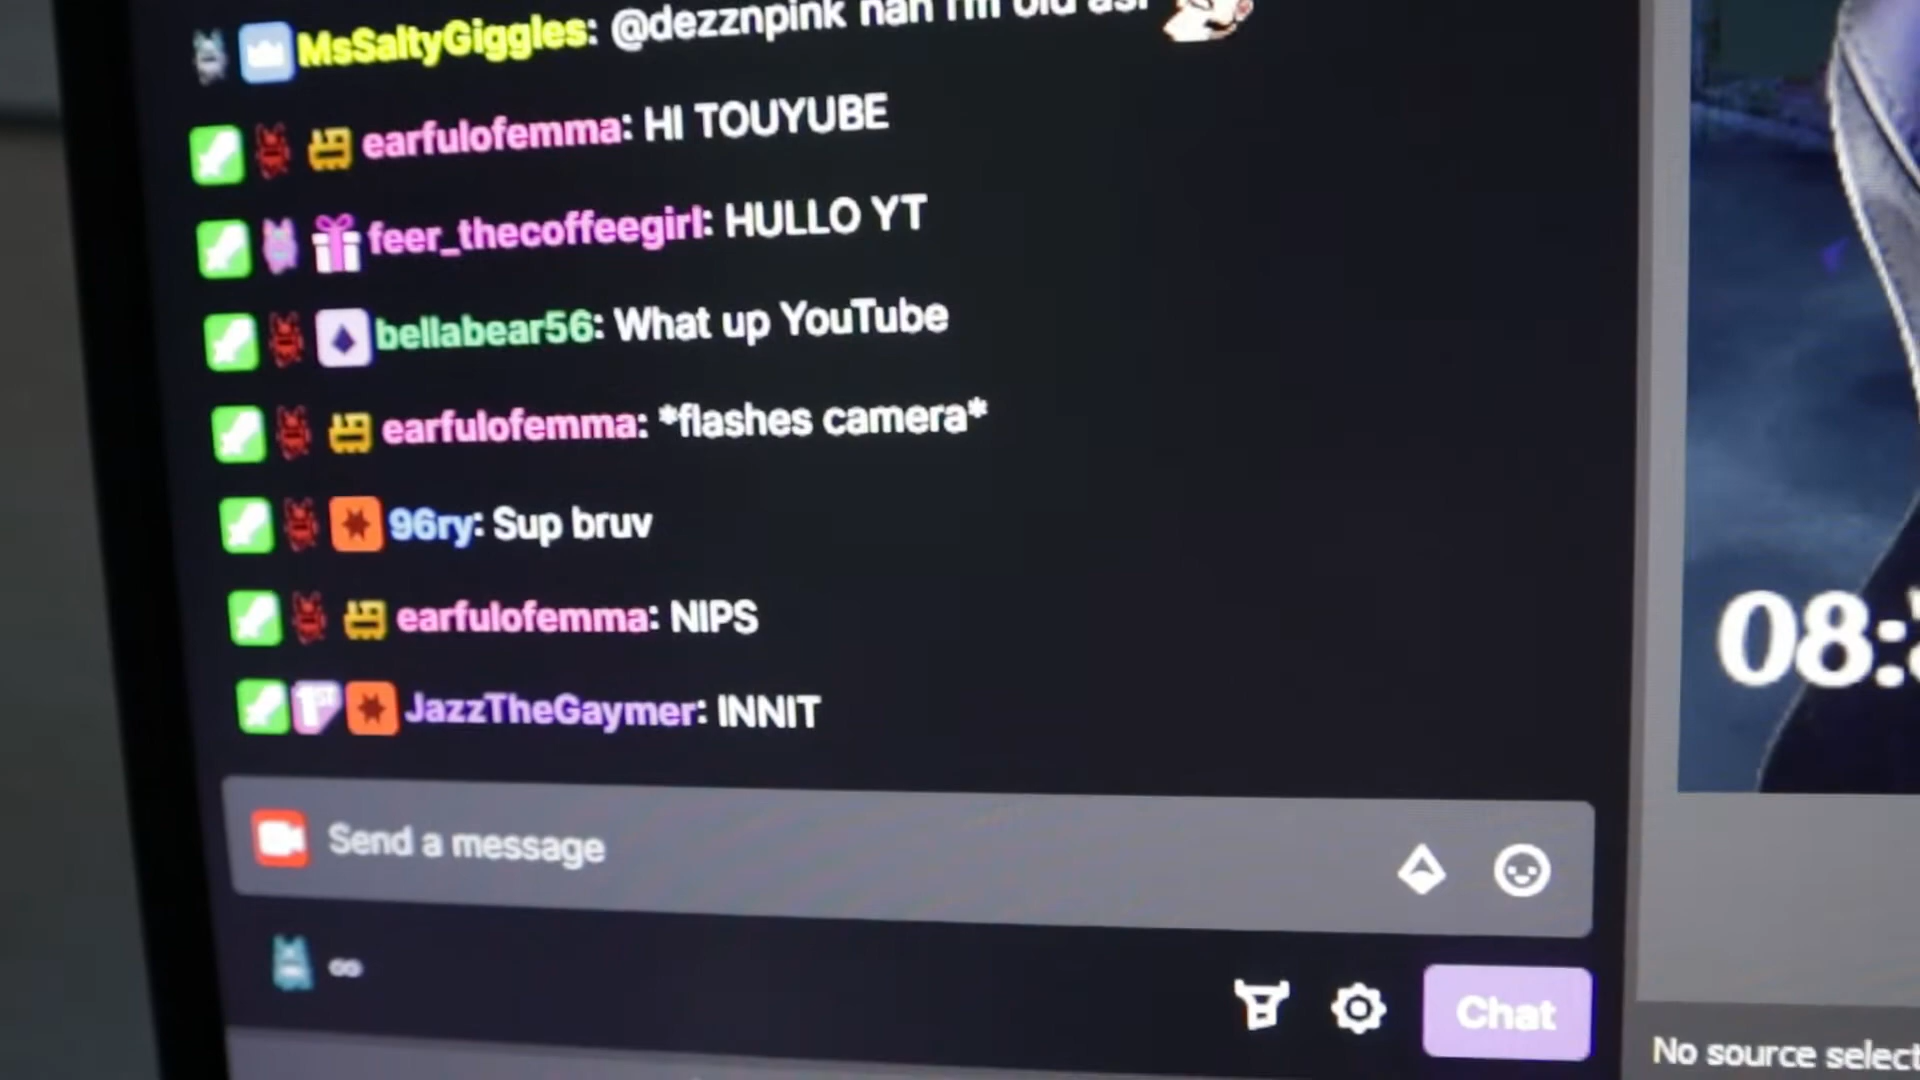 MsSaltyGiggles: @dezznpink nah I'm old asf
earfulofemma: HI TOUYUBE
feer_thecoffeegirl: HULLO YT
bellabear56: What up YouTube
earfulofemma: *flashes camera*
96ry: Sup bruv
earfulofemma: NIPS
1ST JazzTheGaymer: INNIT
Send a message
∞
Chat
08:
No source select